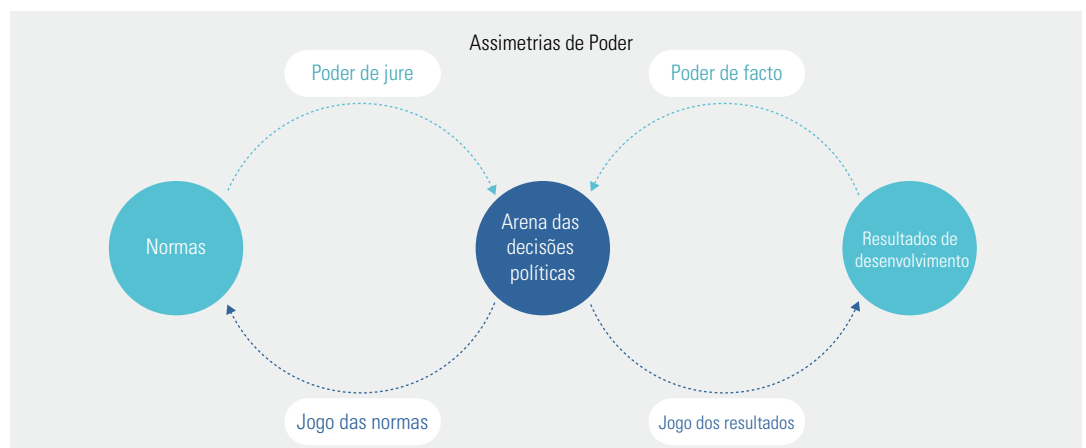 Assimetrias de Poder
Poder de jure
Poder de facto
Normas
Arena das
decisões
políticas
Resultados de
desenvolvimento
Jogo das normas
Jogo dos resultados